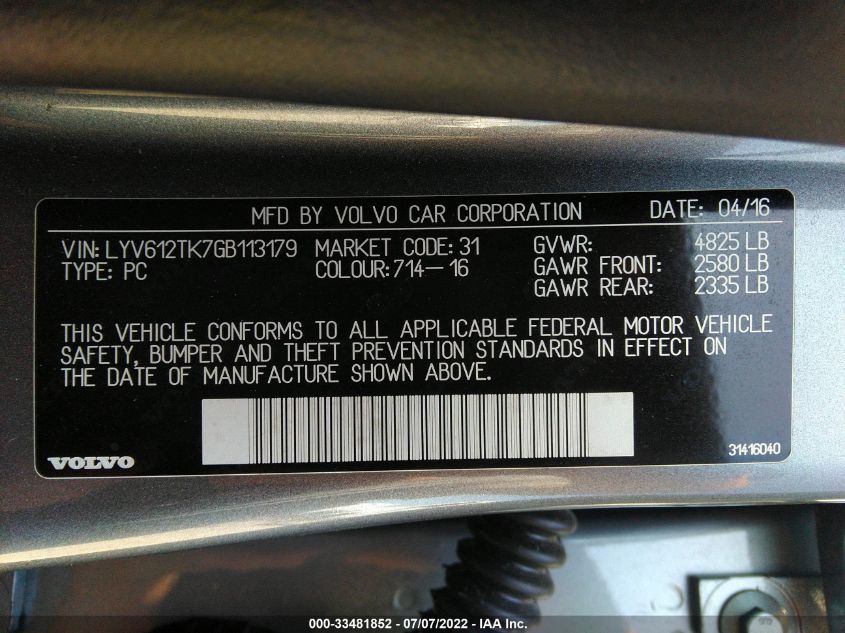 MFD BY VOLVO CAR CORPORATION DATE: 04/16
VIN: LYV612TK7GB113179 MARKET CODE: 31 GVWR: 4825 LB
TYPE: PC COLOUR: 714-16 GAWR FRONT: 2580 LB
GAWR REAR: 2335 LB
THIS VEHICLE CONFORMS TO ALL APPLICABLE FEDERAL MOTOR VEHICLE
SAFETY, BUMPER AND THEFT PREVENTION STANDARDS IN EFFECT ON
THE DATE OF MANUFACTURE SHOWN ABOVE.
VOLVO 31416040
000-33481852 - 07/07/2022 - IAA Inc.